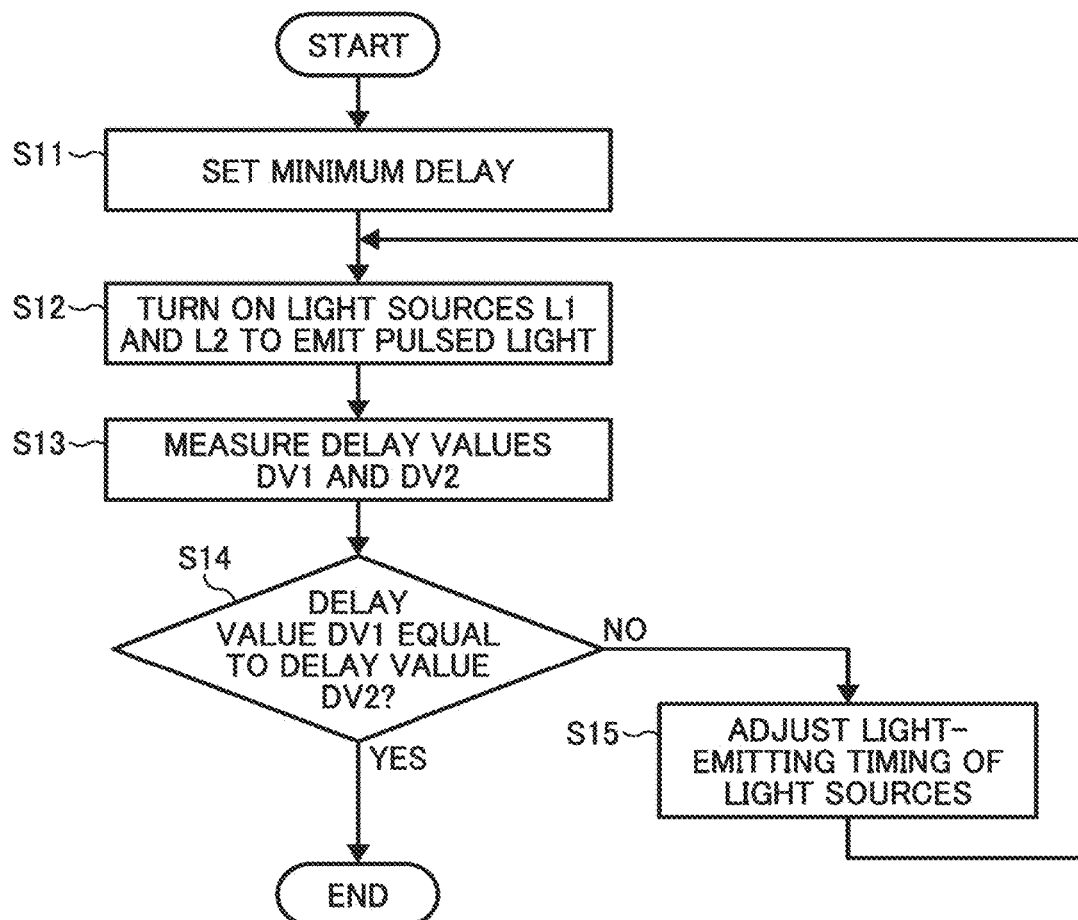 START
S11
SET MINIMUM DELAY
S12
TURN ON LIGHT SOURCES L1
AND L2 TO EMIT PULSED LIGHT
S13
MEASURE DELAY VALUES
DV1 AND DV2
S14
DELAY
VALUE DV1 EQUAL
TO DELAY VALUE
DV2?
NO
YES
S15
ADJUST LIGHT-
EMITTING TIMING OF
LIGHT SOURCES
END